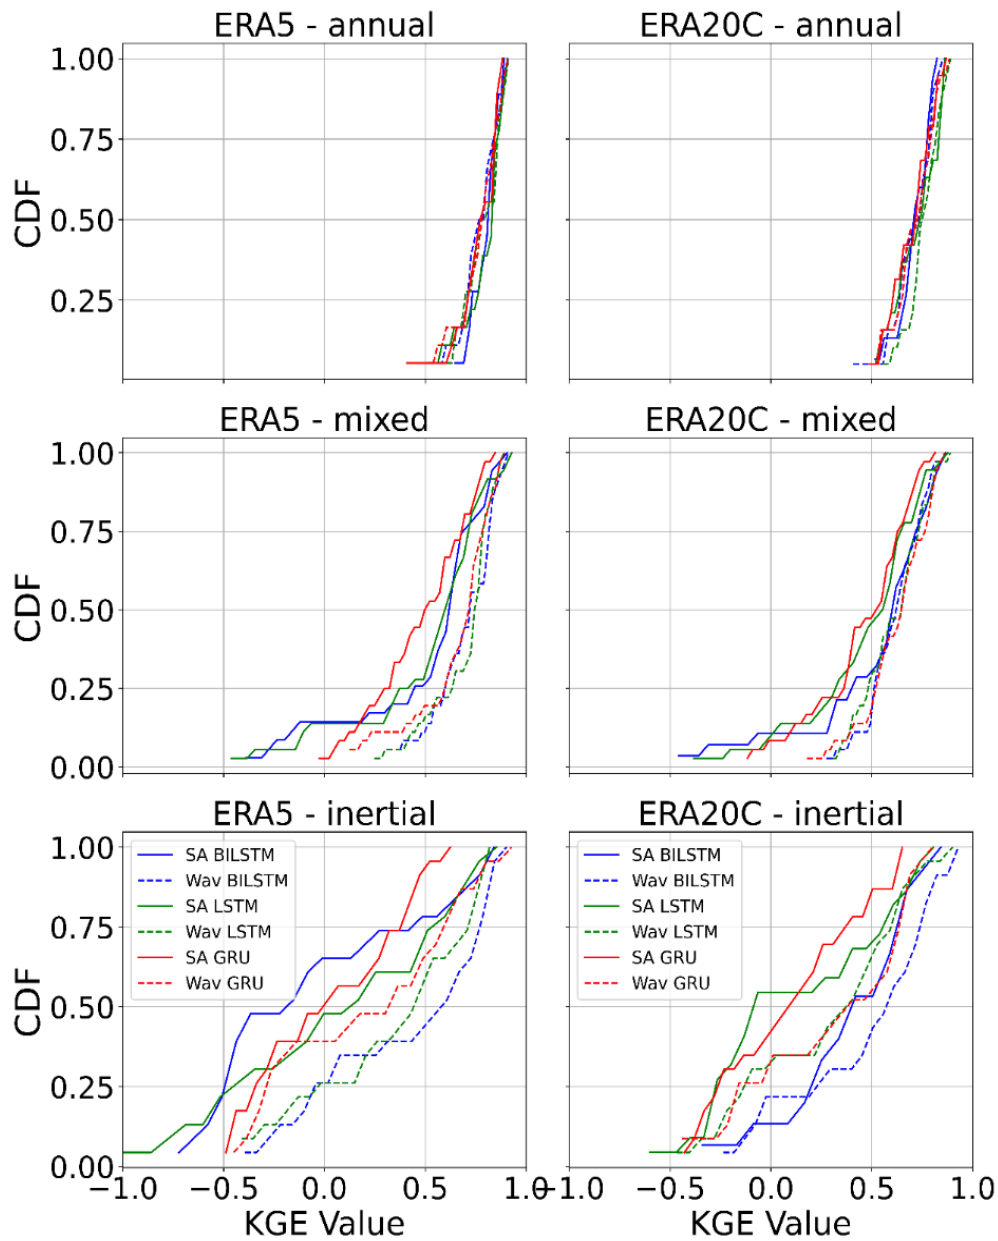 ERA5 - annual
ERA20C - annual
1.00
0.75
0.50
0.25
CDF
ERA5 - mixed
ERA20C - mixed
1.00
0.75
0.50
0.25
0.00
CDF
ERA5 - inertial
ERA20C - inertial
1.00
0.75
0.50
0.25
0.00
CDF
SA BILSTM
Wav BILSTM
SA LSTM
Wav LSTM
SA GRU
Wav GRU
SA BILSTM
Wav BILSTM
SA LSTM
Wav LSTM
SA GRU
Wav GRU
−1.0 −0.5 0.0 0.5 1.0
−1.0 −0.5 0.0 0.5 1.0
KGE Value
KGE Value